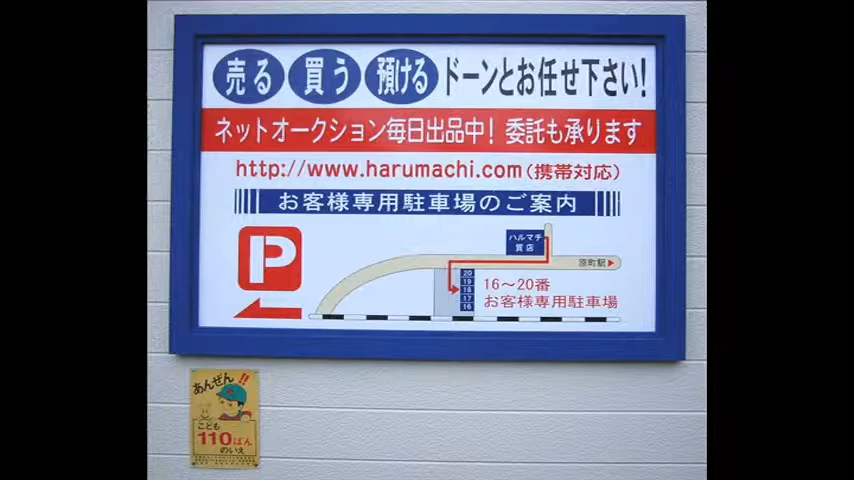 売る 買う 預ける ドーンとお任せ下さい!
ネットオークション毎日出品中! 委託も承ります
http://www.harumachi.com(携帯対応)
お客様専用駐車場のご案内
P
ハルマチ
質店
原町駅▶
20
19
18
17
16
16〜20番
お客様専用駐車場
あんぜん!!
こども
110ばん
のいえ